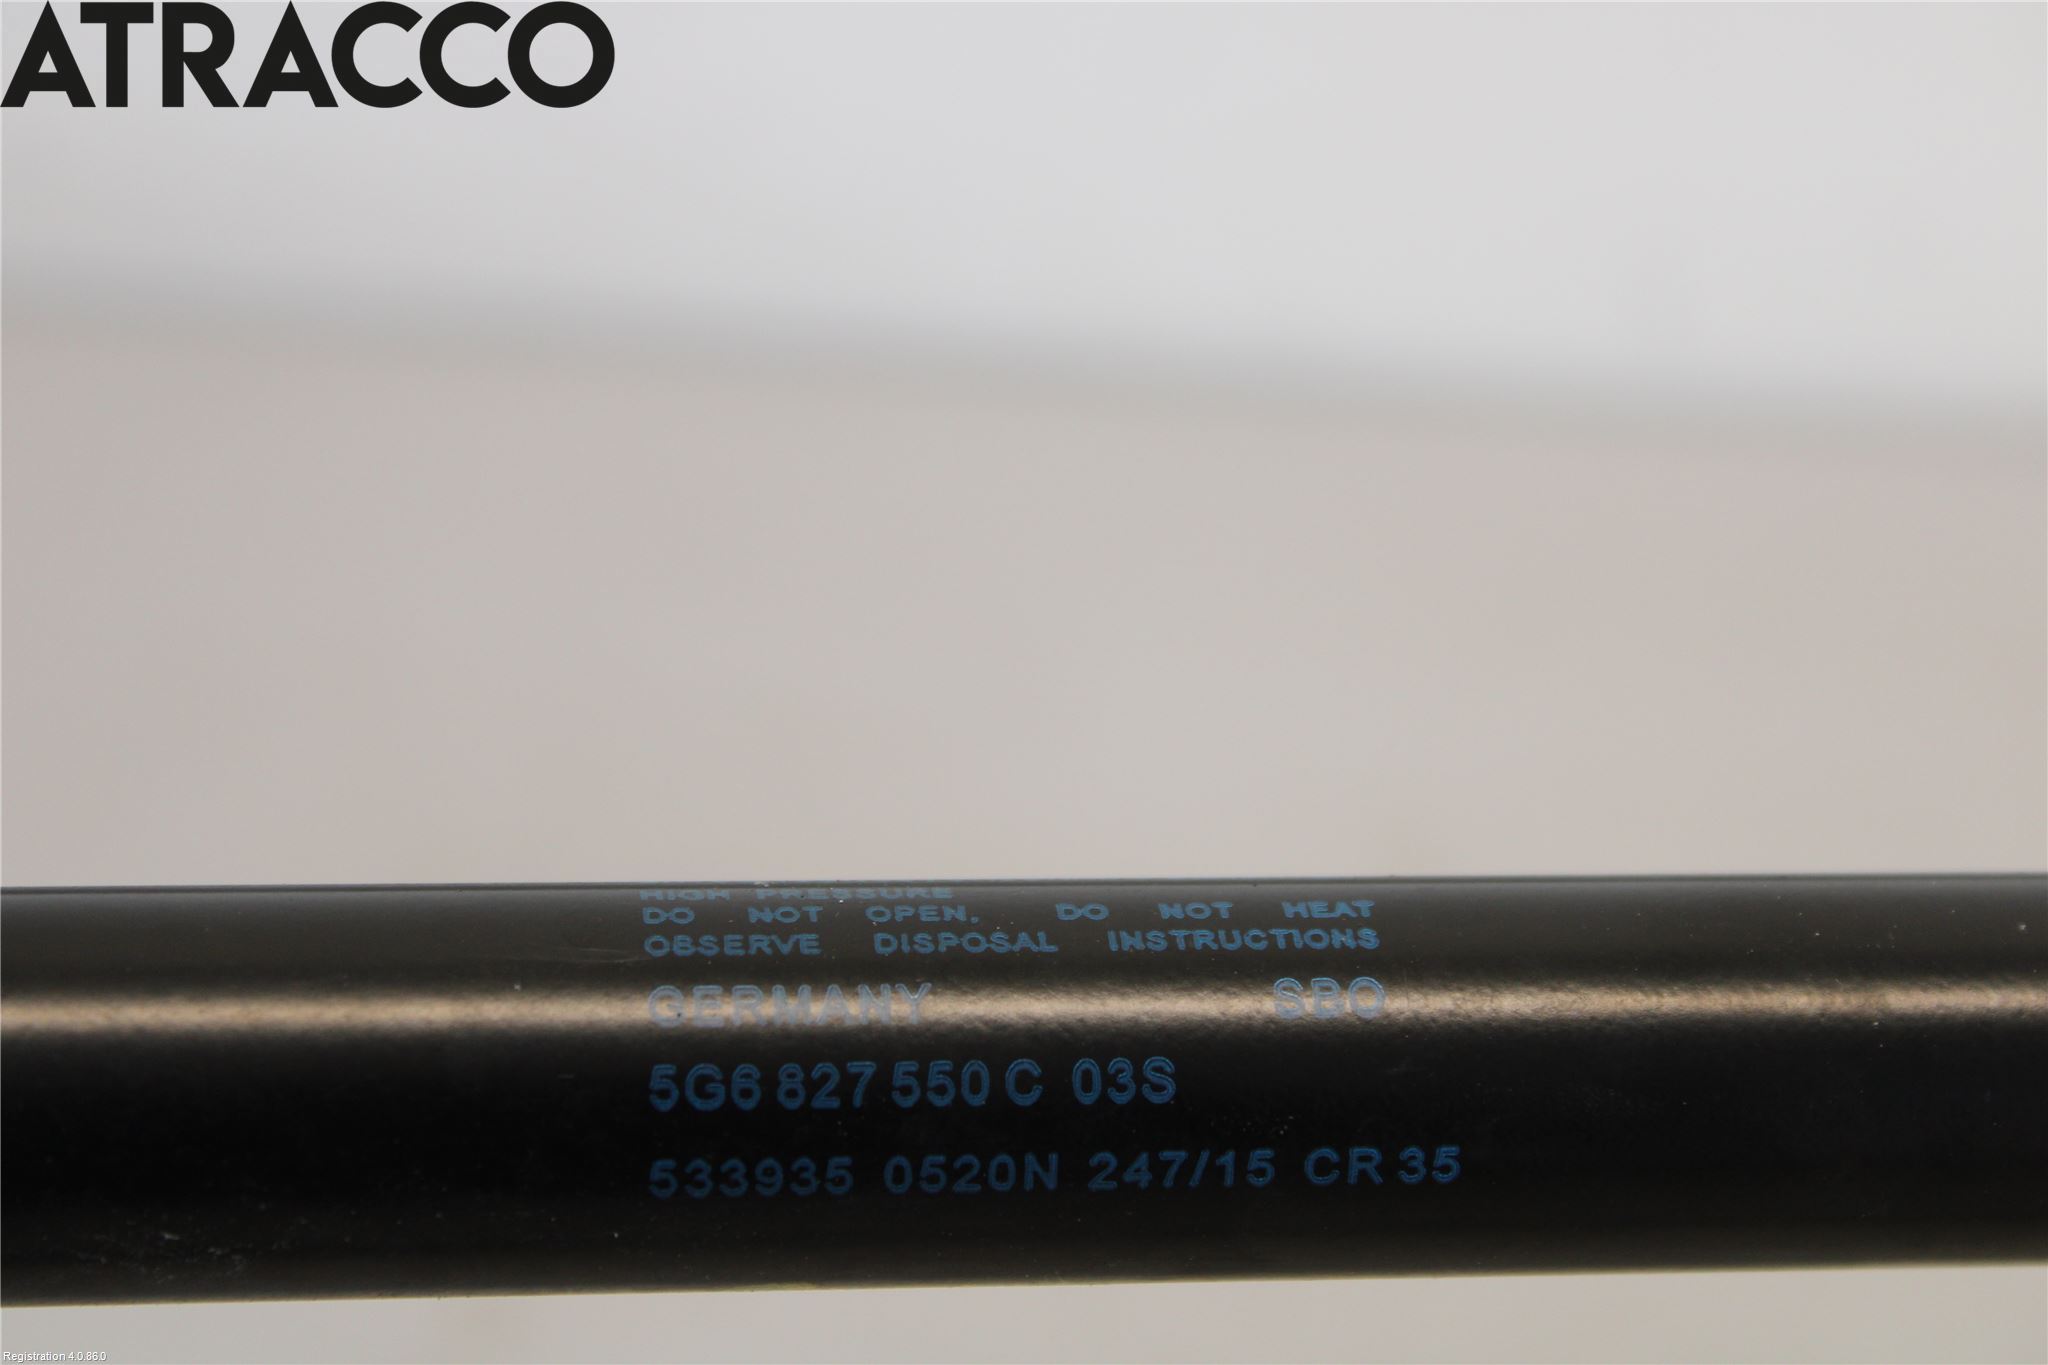 ATRACCO
HIGH PRESSURE
DO NOT OPEN, DO NOT HEAT
OBSERVE DISPOSAL INSTRUCTIONS
GERMANY SBO
5G6 827 550 C 03S
533935 0520N 247/15 CR 35
Registration 4.0.86.0